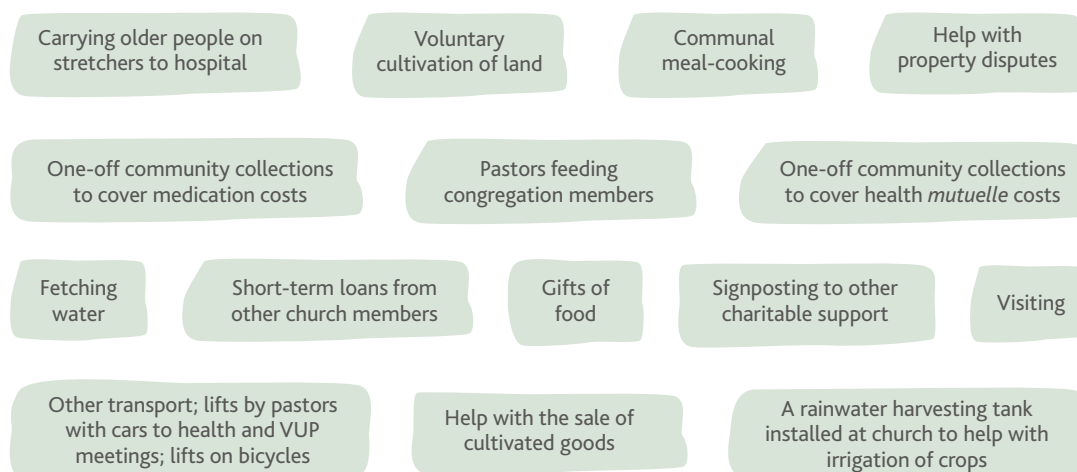 Carrying older people on
stretchers to hospital
Voluntary
cultivation of land
Communal
meal-cooking
Help with
property disputes
One-off community collections
to cover medication costs
Pastors feeding
congregation members
One-off community collections
to cover health mutuelle costs
Fetching
water
Short-term loans from
other church members
Gifts of
food
Signposting to other
charitable support
Visiting
Other transport; lifts by pastors
with cars to health and VUP
meetings; lifts on bicycles
Help with the sale of
cultivated goods
A rainwater harvesting tank
installed at church to help with
irrigation of crops